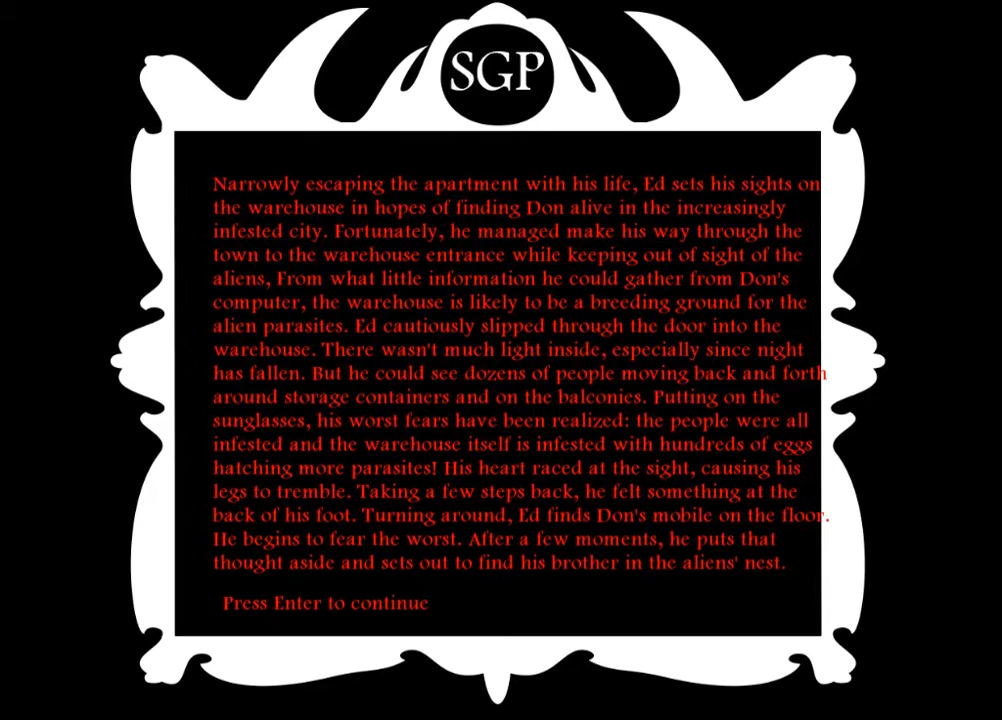 SGP
Narrowly escaping the apartment with his life, Ed sets his sights on
the warehouse in hopes of finding Don alive in the increasingly
infested city. Fortunately, he managed make his way through the
town to the warehouse entrance while keeping out of sight of the
aliens, From what little information he could gather from Don's
computer, the warehouse is likely to be a breeding ground for the
alien parasites. Ed cautiously slipped through the door into the
warehouse. There wasn't much light inside, especially since night
has fallen. But he could see dozens of people moving back and forth
around storage containers and on the balconies. Putting on the
sunglasses, his worst fears have been realized: the people were all
infested and the warehouse itself is infested with hundreds of eggs
hatching more parasites! His heart raced at the sight, causing his
legs to tremble. Taking a few steps back, he felt something at the
back of his foot. Turning around, Ed finds Don's mobile on the floor.
He begins to fear the worst. After a few moments, he puts that
thought aside and sets out to find his brother in the aliens' nest.
Press Enter to continue